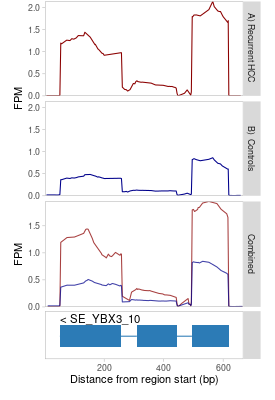 2.0
1.5
1.0
0.5
0.0
A) Recurrent HCC
FPM
2.0
1.5
1.0
0.5
0.0
B) Controls
1.5
1.0
0.5
0.0
FPM
Combined
< SE_YBX3_10
200
400
600
Distance from region start (bp)